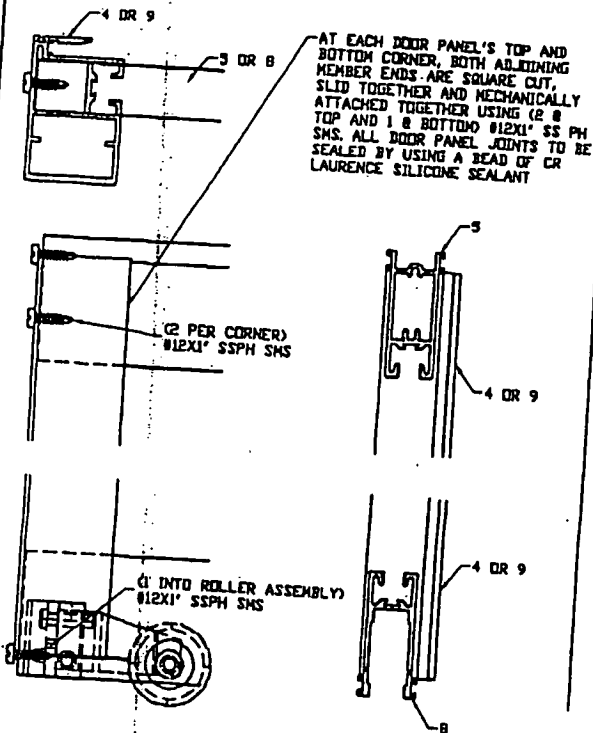 4 OR 9
5 OR 8
AT EACH DOOR PANEL'S TOP AND
BOTTOM CORNER, BOTH ADJOINING
MEMBER ENDS ARE SQUARE CUT,
SLID TOGETHER AND MECHANICALLY
ATTACHED TOGETHER USING (2 @
TOP AND 1 @ BOTTOM) #12X1" SS PH
SMS. ALL DOOR PANEL JOINTS TO BE
SEALED BY USING A BEAD OF CR
LAURENCE SILICONE SEALANT
5
(2 PER CORNER)
#12X1" SSPH SMS
4 OR 9
4 OR 9
(1 INTO ROLLER ASSEMBLY)
#12X1" SSPH SMS
8